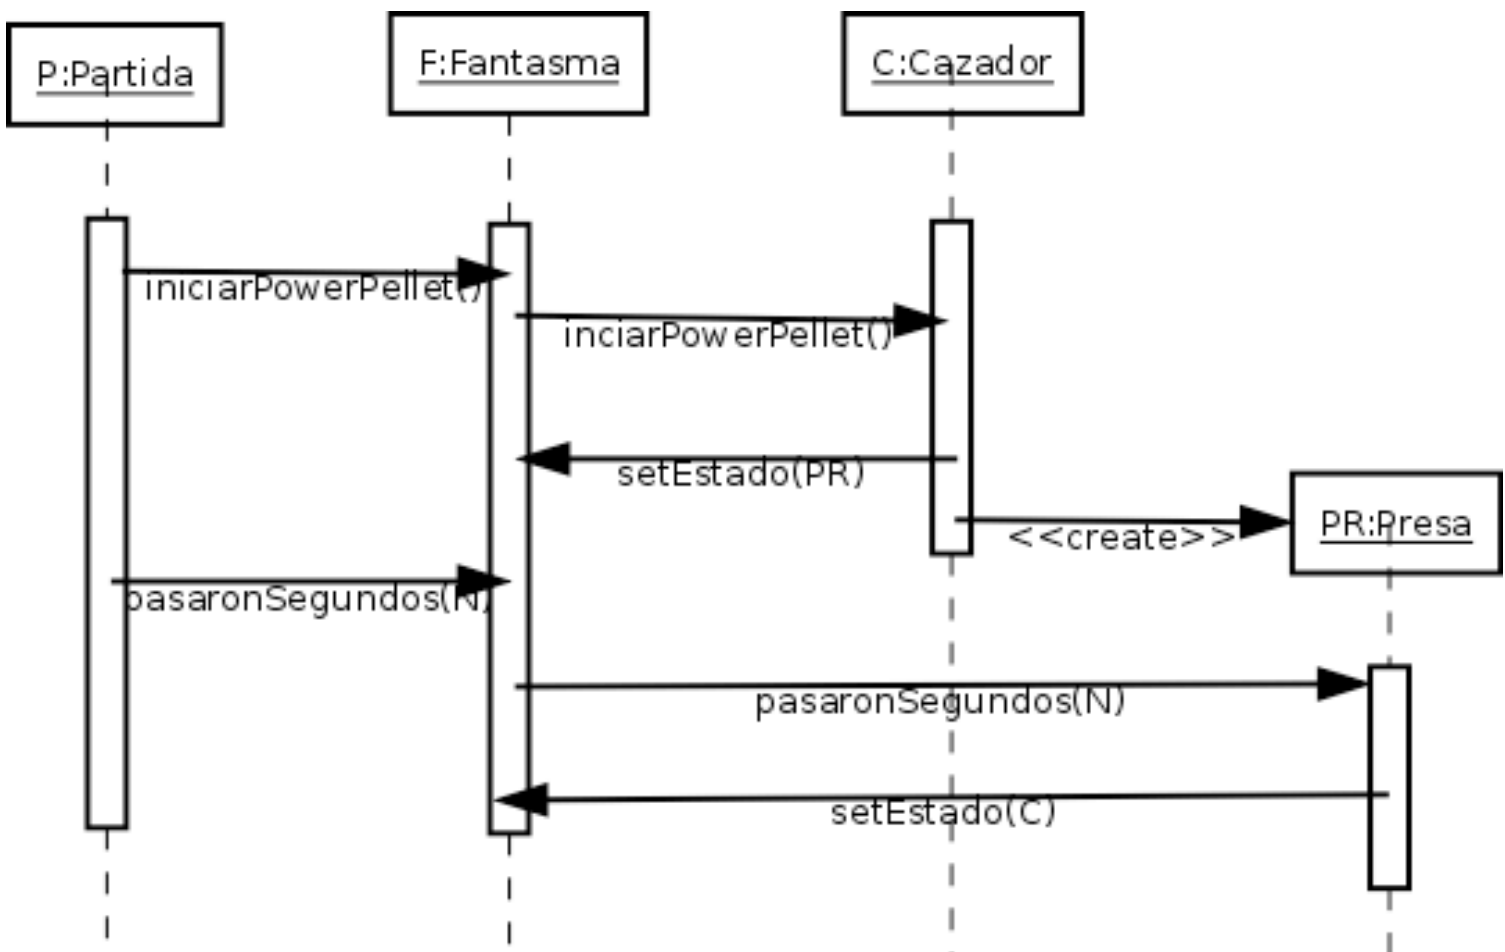 P:Partida
F:Fantasma
C:Cazador
iniciarPowerPellet()
inciarPowerPellet()
setEstado(PR)
PR:Presa
<<create>>
pasaronSegundos(N)
pasaronSegundos(N)
setEstado(C)